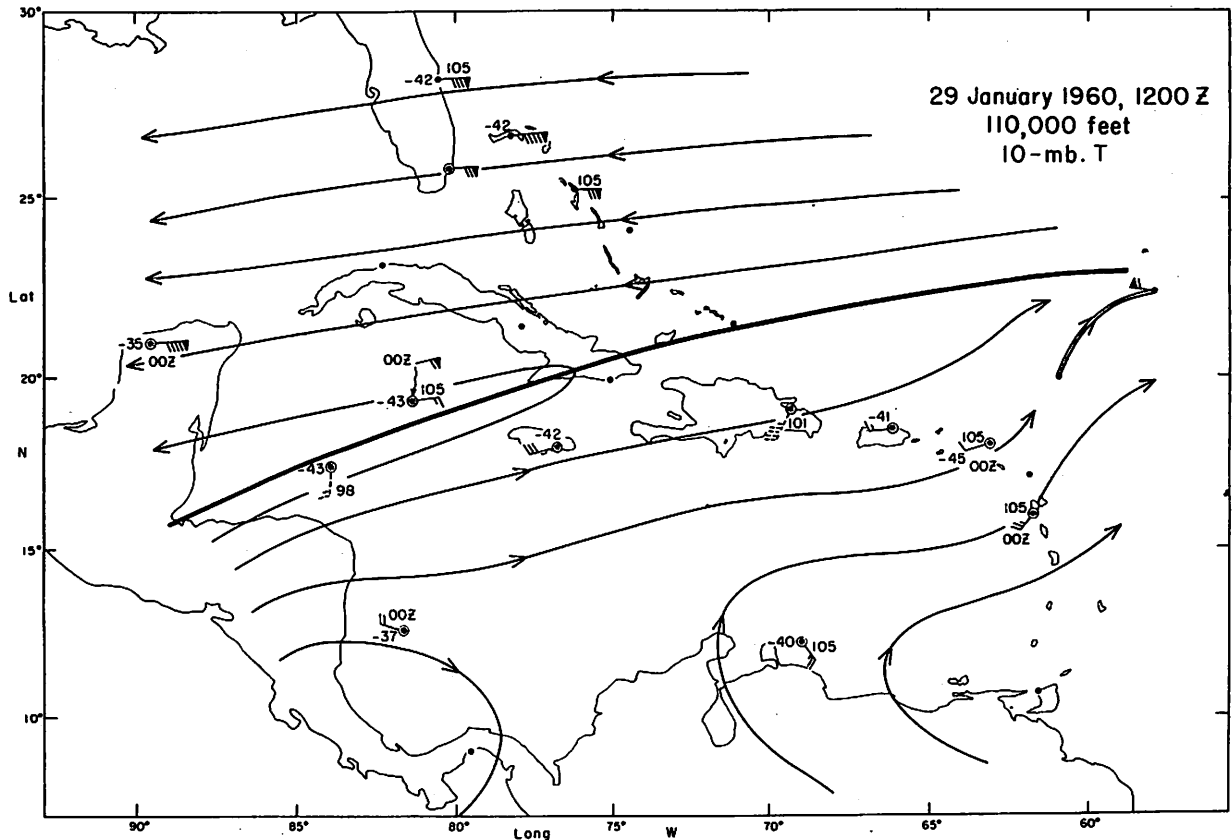 30°
-42 105
29 January 1960, 1200 Z
110,000 feet
10-mb. T
-42
25°
105
Lat
-35
00Z
00Z
20°
-43 105
101
-41
-42
105
N
-43
-45 00Z
98
105
15°
00Z
00Z
-37
-40 105
10°
90° 85° 80° 75° 70° 65° 60°
Long W